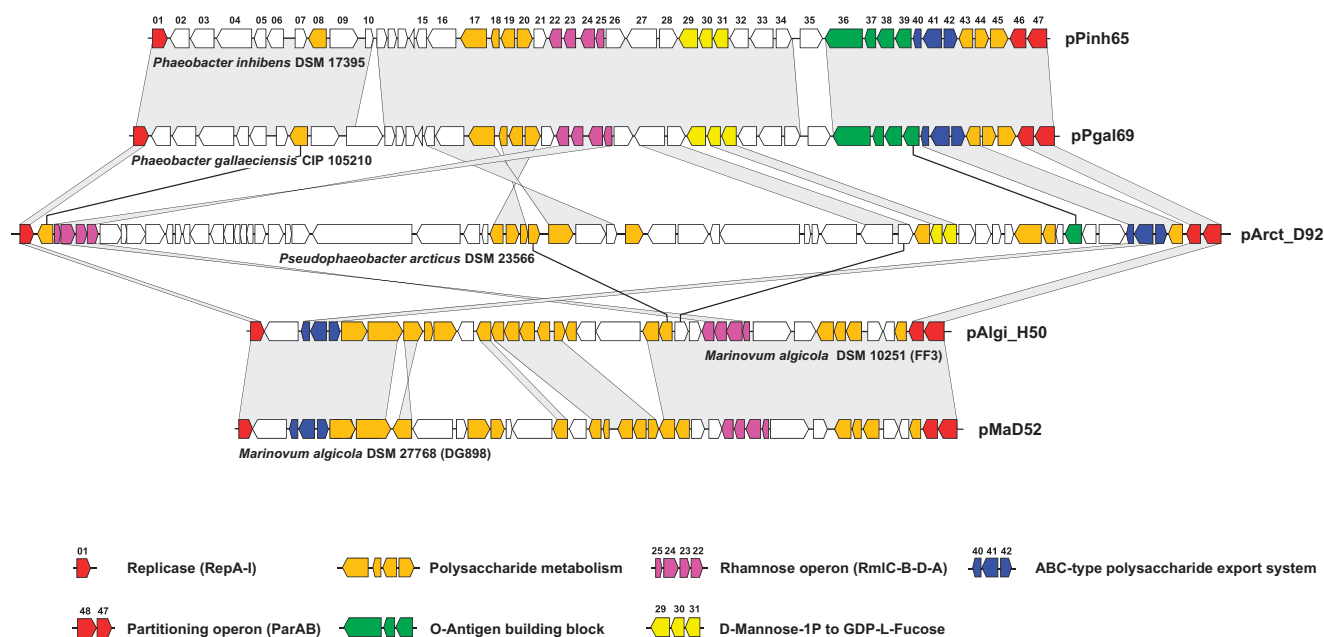 01 02 03 04 05 06 07 08 09 10 15 16 17 18 19 20 21 22 23 24 25 26 27 28 29 30 31 32 33 34 35 36 37 38 39 40 41 42 43 44 45 46 47
pPinh65
Phaeobacter inhibens DSM 17395
pPgal69
Phaeobacter gallaeciensis CIP 105210
pArct_D92
Pseudophaeobacter arcticus DSM 23566
pAlgi_H50
Marinovum algicola DSM 10251 (FF3)
pMaD52
Marinovum algicola DSM 27768 (DG898)
01
Replicase (RepA-I)
Polysaccharide metabolism
25 24 23 22
Rhamnose operon (RmlC-B-D-A)
40 41 42
ABC-type polysaccharide export system
48 47
Partitioning operon (ParAB)
O-Antigen building block
29 30 31
D-Mannose-1P to GDP-L-Fucose